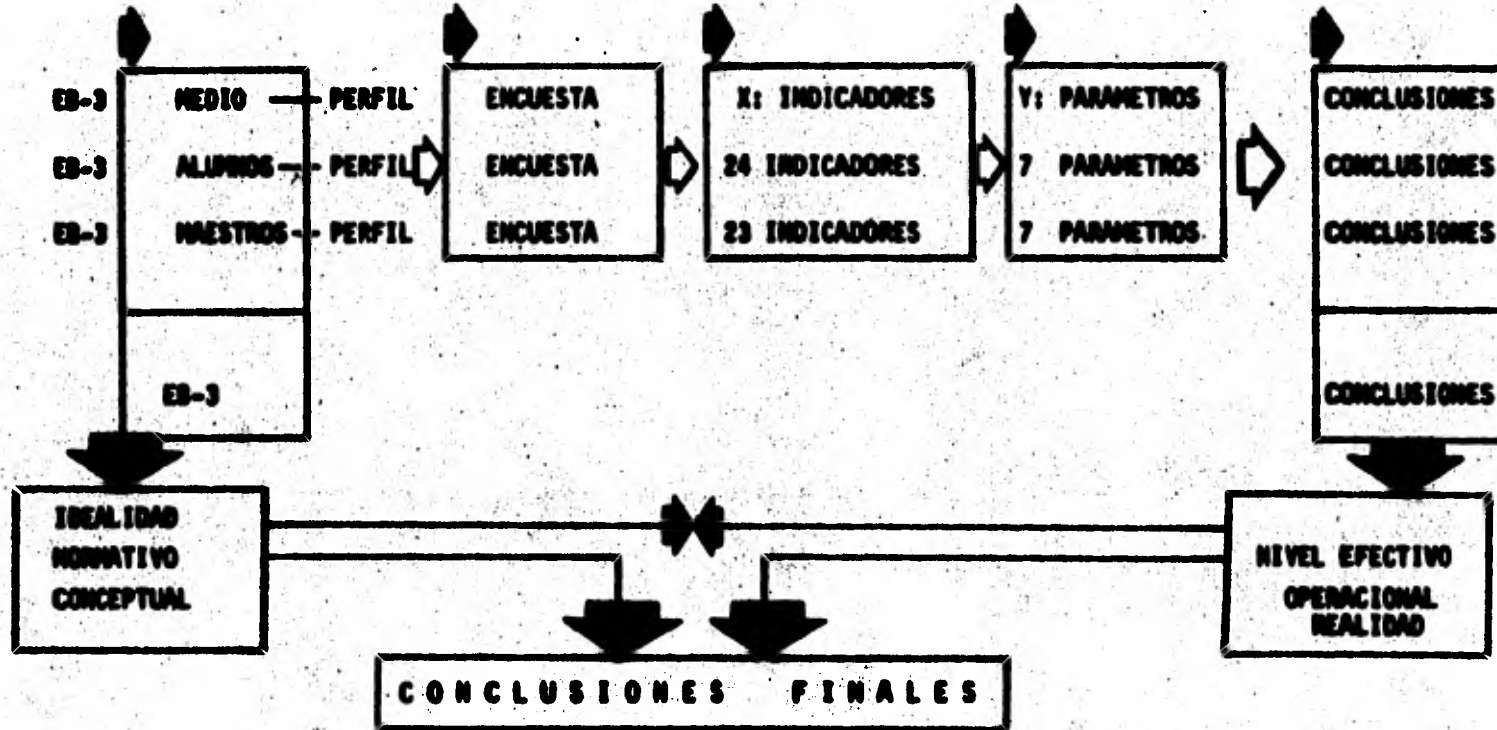 EB-3 MEDIO PERFIL ENCUESTA X: INDICADORES Y: PARAMETROS CONCLUSIONES
EB-3 ALUMNOS PERFIL ENCUESTA 24 INDICADORES 7 PARAMETROS CONCLUSIONES
EB-3 MAESTROS PERFIL ENCUESTA 23 INDICADORES 7 PARAMETROS CONCLUSIONES
EB-3 CONCLUSIONES
IDEALIDAD
NORMATIVO
CONCEPTUAL
NIVEL EFECTIVO
OPERACIONAL
REALIDAD
CONCLUSIONES FINALES